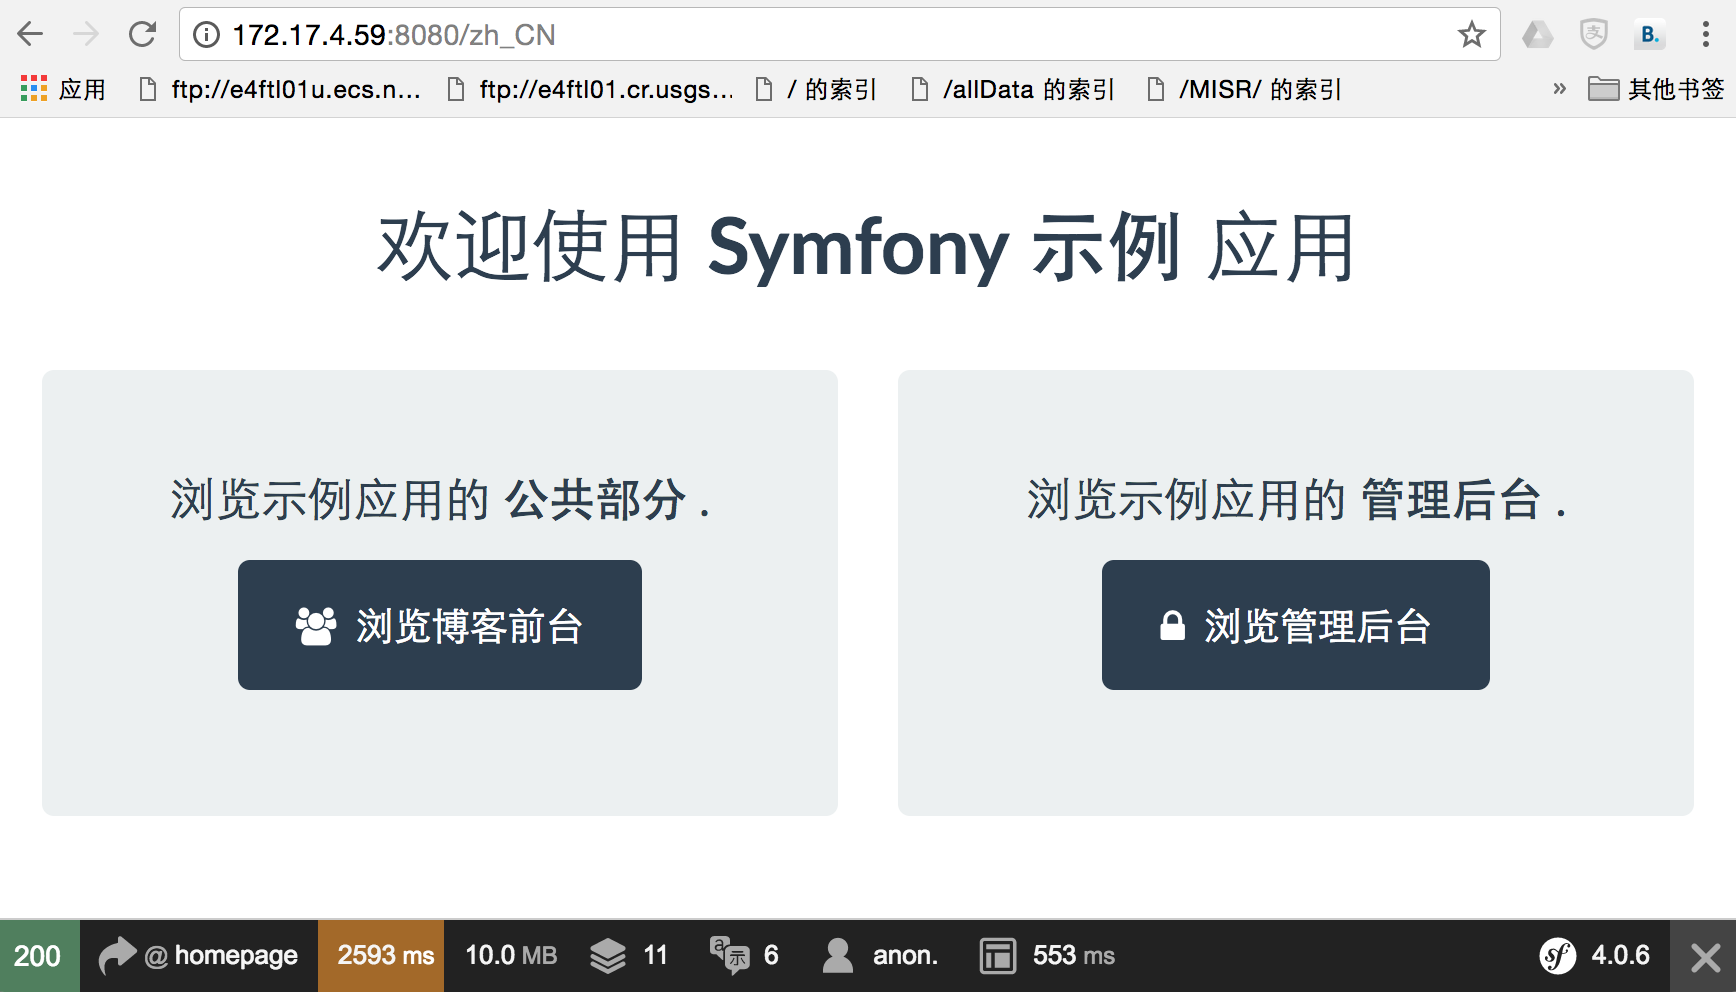 172.17.4.59:8080/zh_CN
应用 ftp://e4ftl01u.ecs.n... ftp://e4ftl01.cr.usgs... / 的索引 /allData 的索引 /MISR/ 的索引 » 其他书签
欢迎使用 Symfony 示例 应用
浏览示例应用的 公共部分 .
浏览博客前台
浏览示例应用的 管理后台 .
浏览管理后台
200 @ homepage 2593 ms 10.0 MB 11 6 anon. 553 ms sf 4.0.6